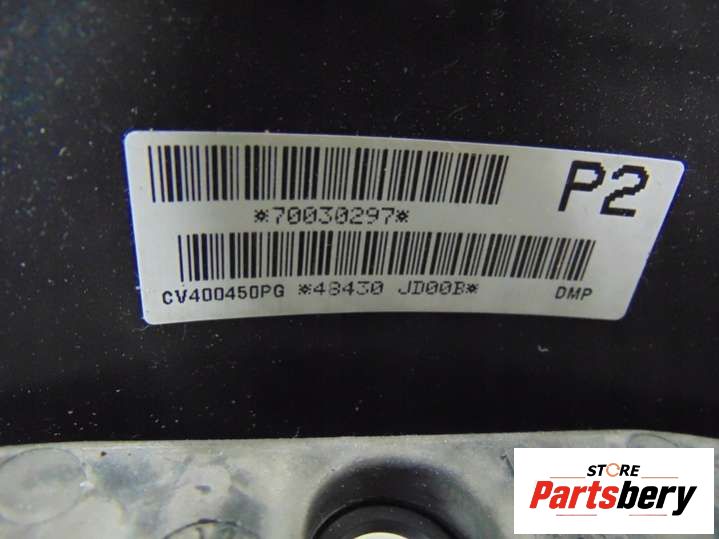 P2
*70030297*
CV400450PG *48430 JD00B* DMP
STORE
Partsbery